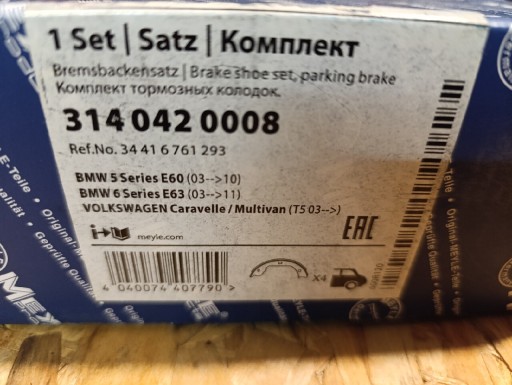 1 Set | Satz | Комплект
Bremsbackensatz | Brake shoe set, parking brake
Комплект тормозных колодок.
314 042 0008
Ref.No. 34 41 6 761 293
BMW 5 Series E60 (03-->10)
BMW 6 Series E63 (03-->11)
VOLKSWAGEN Caravelle / Multivan (T5 03-->)
meyle.com
EAC
X4
4 040074 407790 >